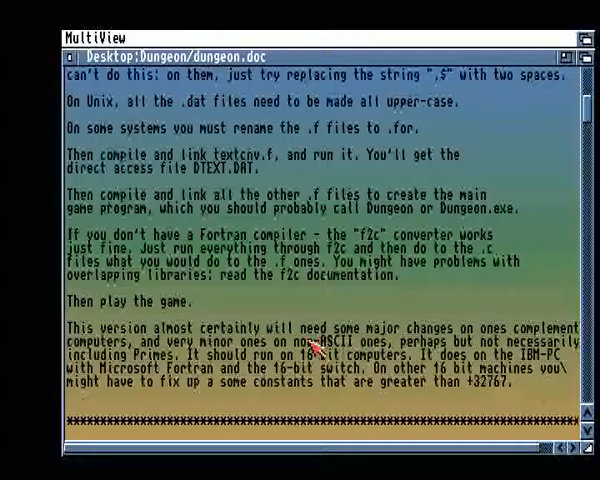 MultiView
Desktop:Dungeon/dungeon.doc
can't do this: on them, just try replacing the string ",$" with two spaces.
On Unix, all the .dat files need to be made all upper-case.
On some systems you must rename the .f files to .for.
Then compile and link textcnv.f, and run it. You'll get the
direct access file DTEXT.DAT.
Then compile and link all the other .f files to create the main
game program, which you should probably call Dungeon or Dungeon.exe.
If you don't have a Fortran compiler - the "f2c" converter works
just fine. Just run everything through f2c and then do to the .c
files what you would do to the .f ones. You might have problems with
overlapping libraries: read the f2c documentation.
Then play the game.
This version almost certainly will need some major changes on ones complement
computers, and very minor ones on non-ASCII ones, perhaps but not necessarily
including Primes. It should run on 16-bit computers. It does on the IBM-PC
with Microsoft Fortran and the 16-bit switch. On other 16 bit machines you\
might have to fix up a some constants that are greater than +32767.
*******************************************************************************